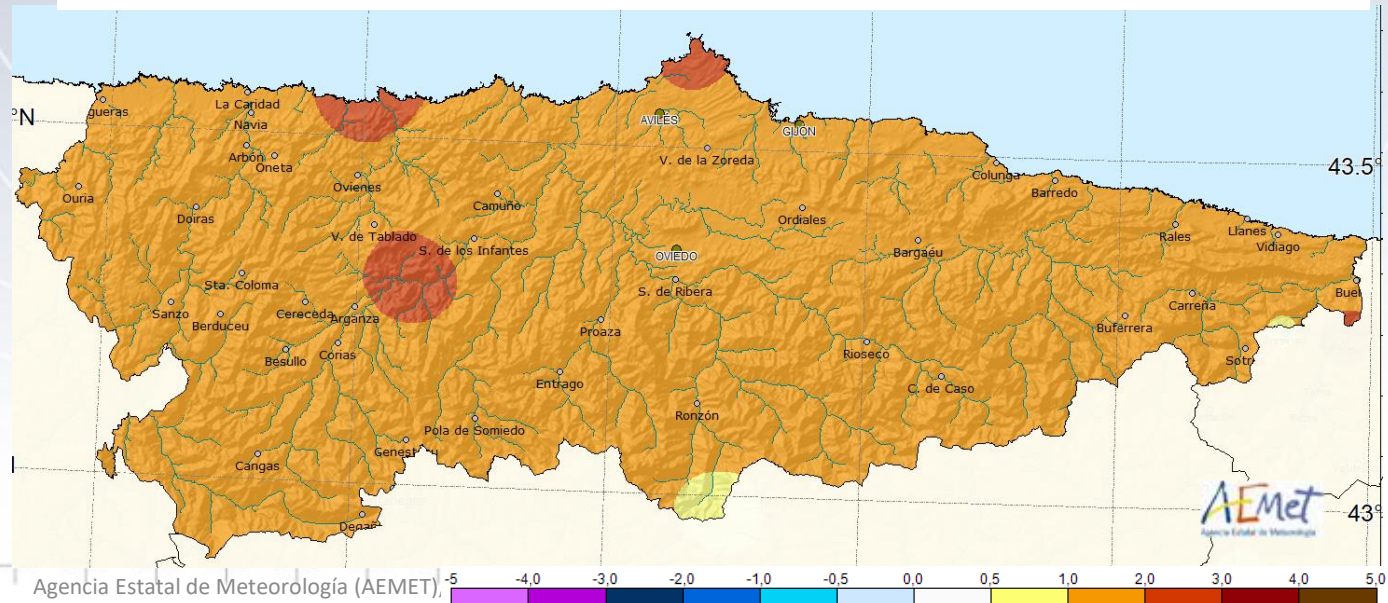 °N
gueras
La Caridad
Navia
AVILÉS
GIJÓN
V. de la Zoreda
43.5°
Arbón
Oneta
Ovienes
Colunga
Barredo
Ouria
Camuño
Doiras
Ordiales
V. de Tablado
S. de los Infantes
OVIEDO
Bargaéu
Rales
Llanes
Vidiago
Sta. Coloma
S. de Ribera
Buel
Sanzo
Berduceu
Cereceda
Arganza
Proaza
Carreña
Buferrera
Besullo
Corias
Rioseco
Sotr
Entrago
C. de Caso
Ronzón
Pola de Somiedo
Cangas
Genest
u
Degañ
AEMet
Agencia Estatal de Meteorología
43°
Agencia Estatal de Meteorología (AEMET),
-5 -4,0 -3,0 -2,0 -1,0 -0,5 0,0 0,5 1,0 2,0 3,0 4,0 5,0